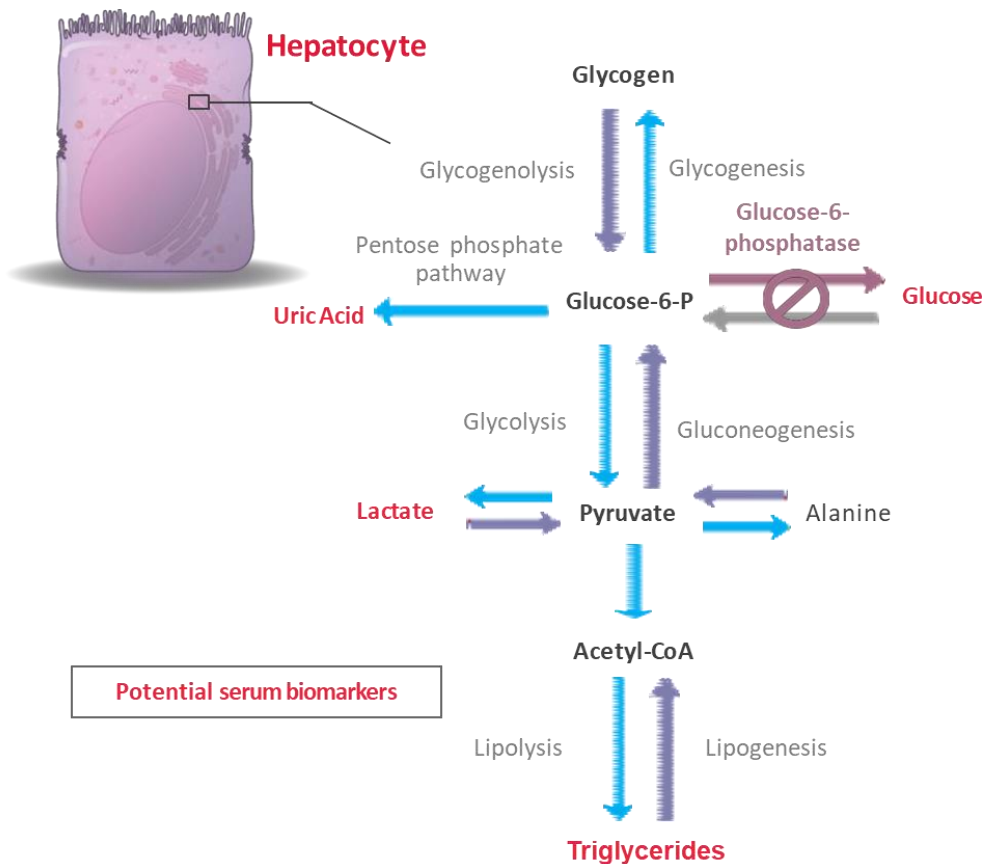 Hepatocyte
Glycogen
Glycogenolysis
Glycogenesis
Glucose-6-
phosphatase
Pentose phosphate
pathway
Uric Acid
Glucose-6-P
Glucose
Glycolysis
Gluconeogenesis
Lactate
Pyruvate
Alanine
Acetyl-CoA
Potential serum biomarkers
Lipolysis
Lipogenesis
Triglycerides